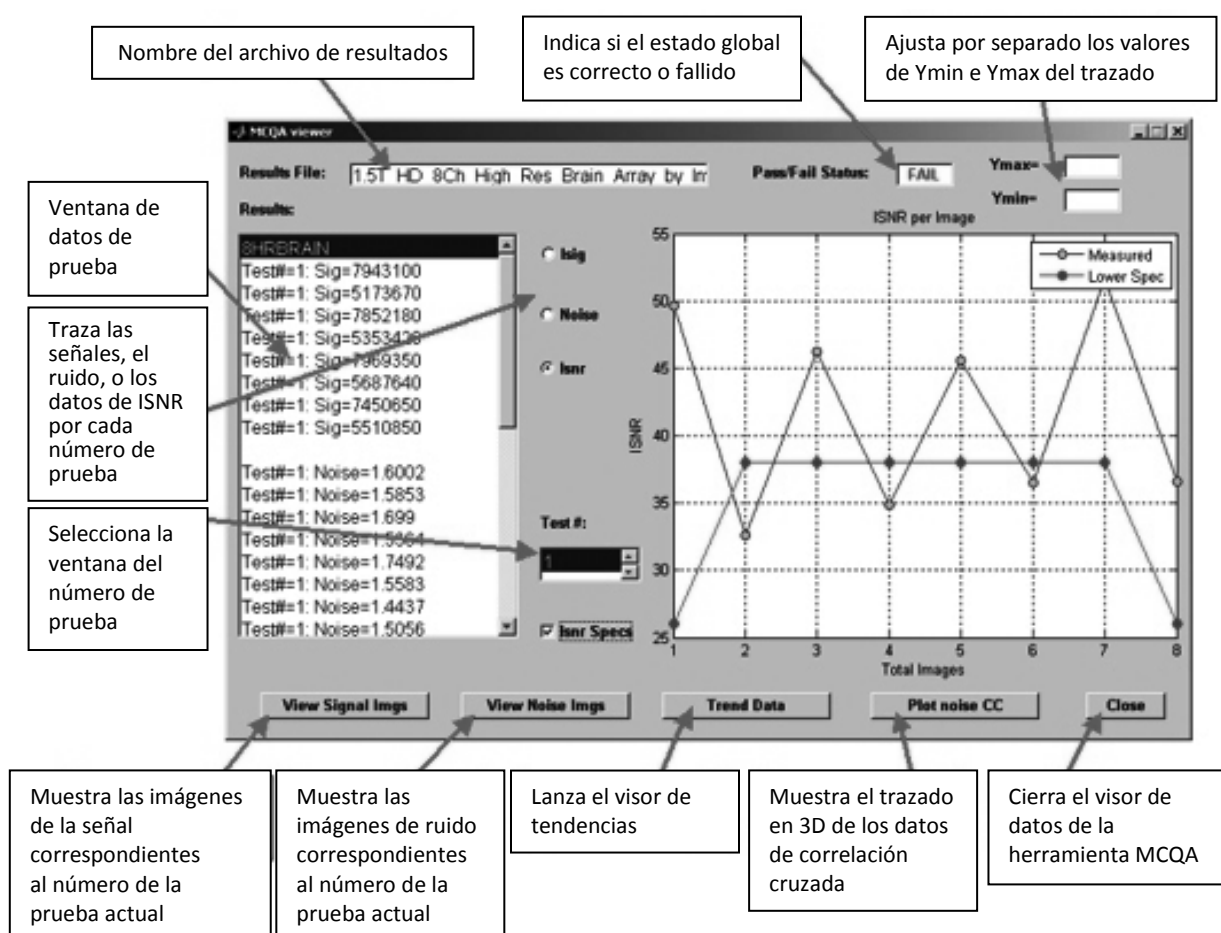 Nombre del archivo de resultados
Indica si el estado global
es correcto o fallido
Ajusta por separado los valores
de Ymin e Ymax del trazado
MCQA viewer
Results File:
1.5T HD 8Ch High Res Brain Array by
Pass/Fail Status:
FAIL
Ymax=
Ymin=
Results:
Ventana de
datos de
prueba
Traza las
señales, el
ruido, o los
datos de ISNR
por cada
número de
prueba
Selecciona la
ventana del
número de
prueba
8HRBRAIN
Test#=1: Sig=7943100
Test#=1: Sig=5173670
Test#=1: Sig=7852180
Test#=1:
Test#=1: Sig=7969350
Test#=1: Sig=5687640
Test#=1: Sig=7450650
Test#=1: Sig=5510850
Test#=1: Noise=1.6002
Test#=1: Noise=1.5853
Test#=1: Noise=1.699
Test#=1:
Test#=1: Noise=1.7492
Test#=1: Noise=1.5583
Test#=1: Noise=1.4437
Test#=1: Noise=1.5056
Isig
Noise
Isnr
Test #:
1
Isnr Specs
ISNR per Image
Measured
Lower Spec
55
50
45
40
35
30
25
ISNR
1 2 3 4 5 6 7 8
Total Images
View Signal Imgs
View Noise Imgs
Trend Data
Plot noise CC
Close
Muestra las imágenes
de la señal
correspondientes
al número de la
prueba actual
Muestra las
imágenes de ruido
correspondientes
al número de la
prueba actual
Lanza el visor de
tendencias
Muestra el trazado
en 3D de los datos
de correlación
cruzada
Cierra el visor de
datos de la
herramienta MCQA